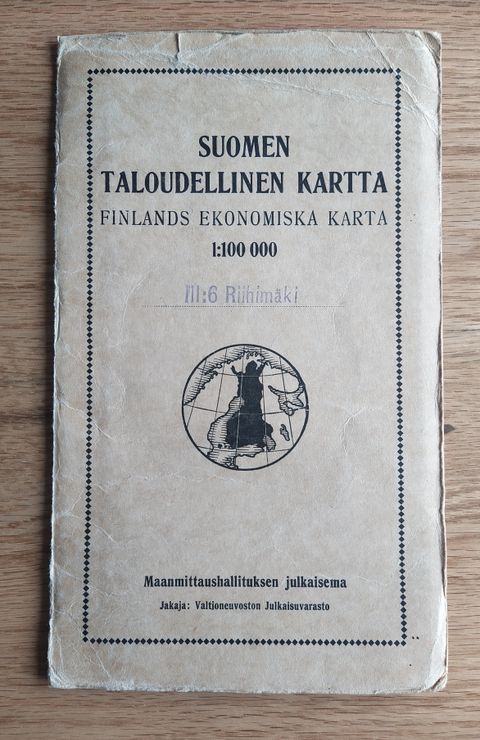 SUOMEN
TALOUDELLINEN KARTTA
FINLANDS EKONOMISKA KARTA
1:100 000
III:6 Riihimäki
Maanmittaushallituksen julkaisema
Jakaja: Valtioneuvoston Julkaisuvarasto